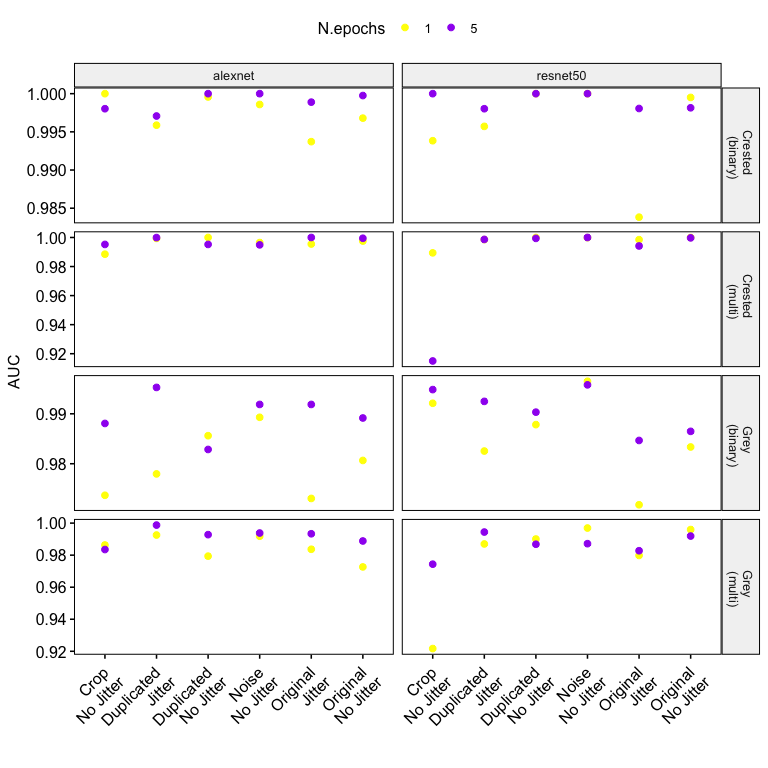 N.epochs 1 5
alexnet resnet50
1.000
0.995
0.990
0.985
Crested
(binary)
1.00
0.98
0.96
0.94
0.92
Crested
(multi)
AUC
0.99
0.98
Grey
(binary)
1.00
0.98
0.96
0.94
0.92
Grey
(multi)
Crop
No Jitter
Duplicated
Jitter
Duplicated
No Jitter
Noise
No Jitter
Original
Jitter
Original
No Jitter
Crop
No Jitter
Duplicated
Jitter
Duplicated
No Jitter
Noise
No Jitter
Original
Jitter
Original
No Jitter